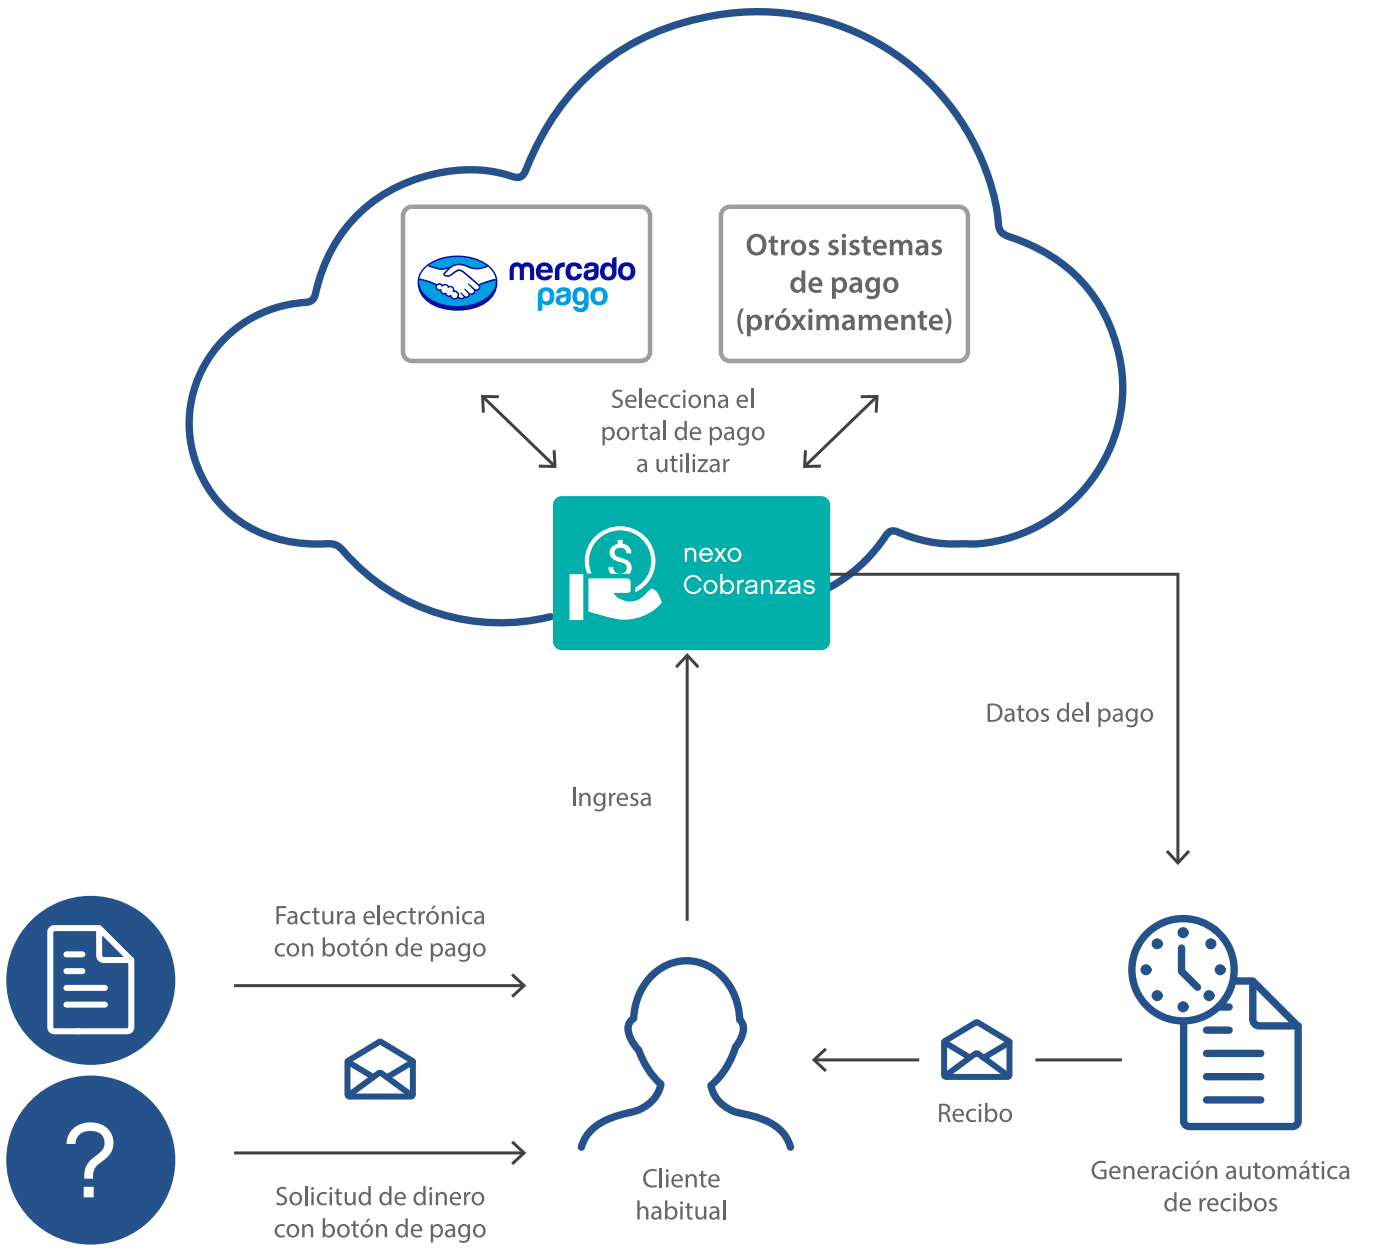 mercado
pago
Otros sistemas
de pago
(próximamente)
Selecciona el
portal de pago
a utilizar
$
nexo
Cobranzas
Datos del pago
Ingresa
Factura electrónica
con botón de pago
?
Solicitud de dinero
con botón de pago
Cliente
habitual
Recibo
Generación automática
de recibos